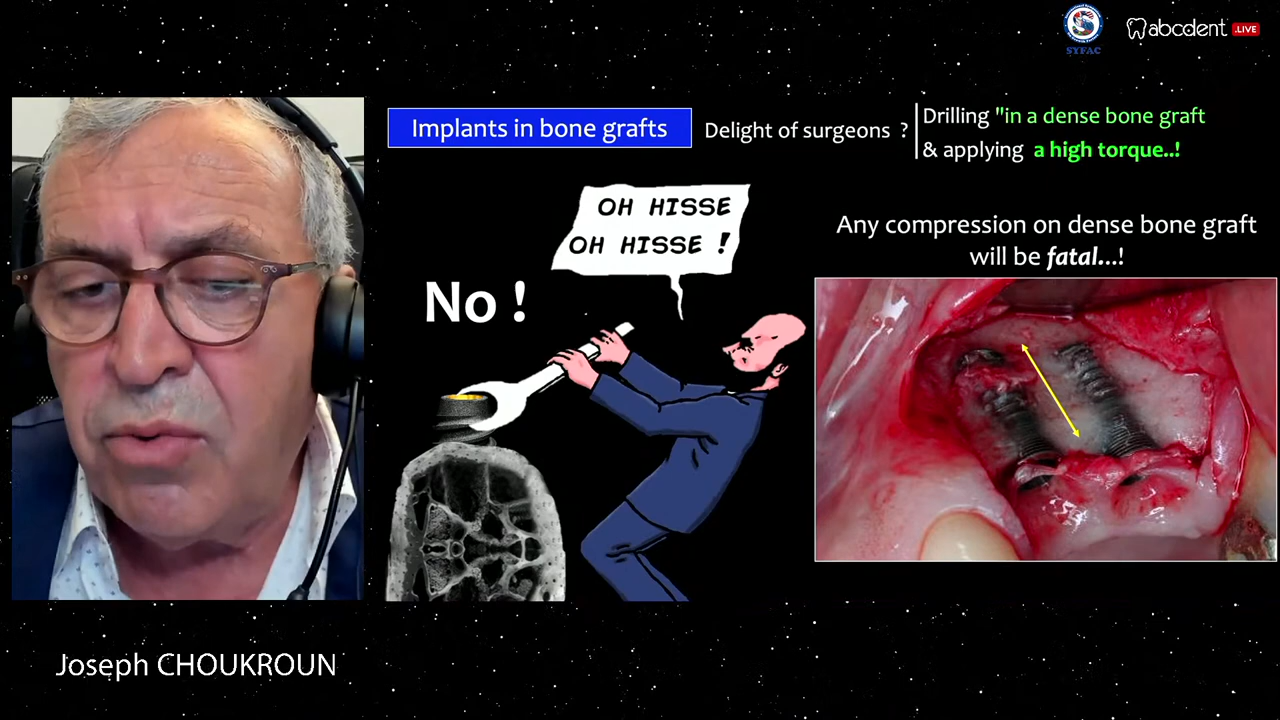 SYFAC
abcdent .LIVE
Implants in bone grafts
Delight of surgeons ?
Drilling "in a dense bone graft
& applying a high torque..!
OH HISSE
OH HISSE !
No !
Any compression on dense bone graft
will be fatal...!
Joseph CHOUKROUN